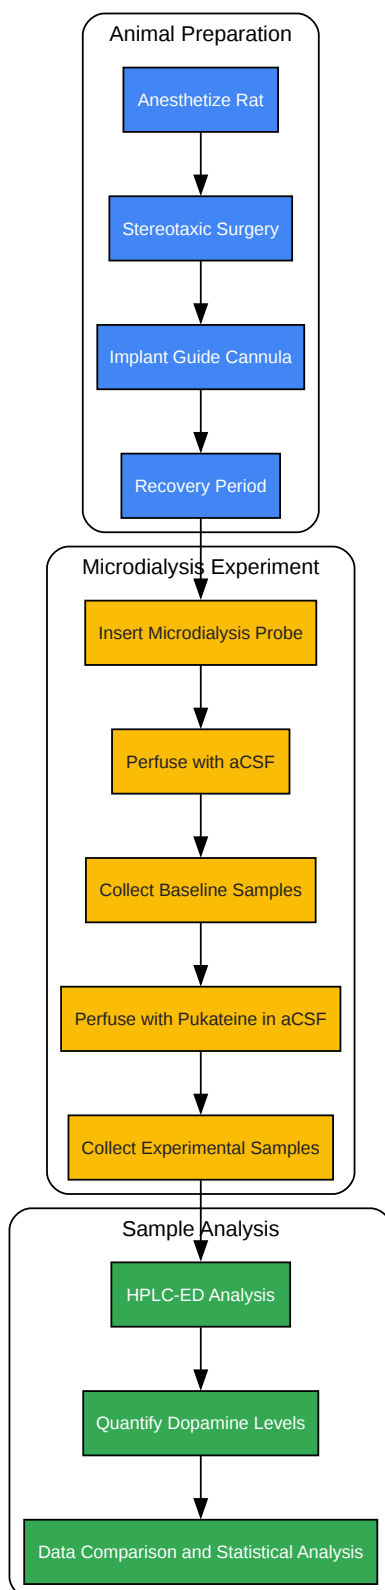 Animal Preparation
Anesthetize Rat
Stereotaxic Surgery
Implant Guide Cannula
Recovery Period
Microdialysis Experiment
Insert Microdialysis Probe
Perfuse with aCSF
Collect Baseline Samples
Perfuse with Pukateine in aCSF
Collect Experimental Samples
Sample Analysis
HPLC-ED Analysis
Quantify Dopamine Levels
Data Comparison and Statistical Analysis